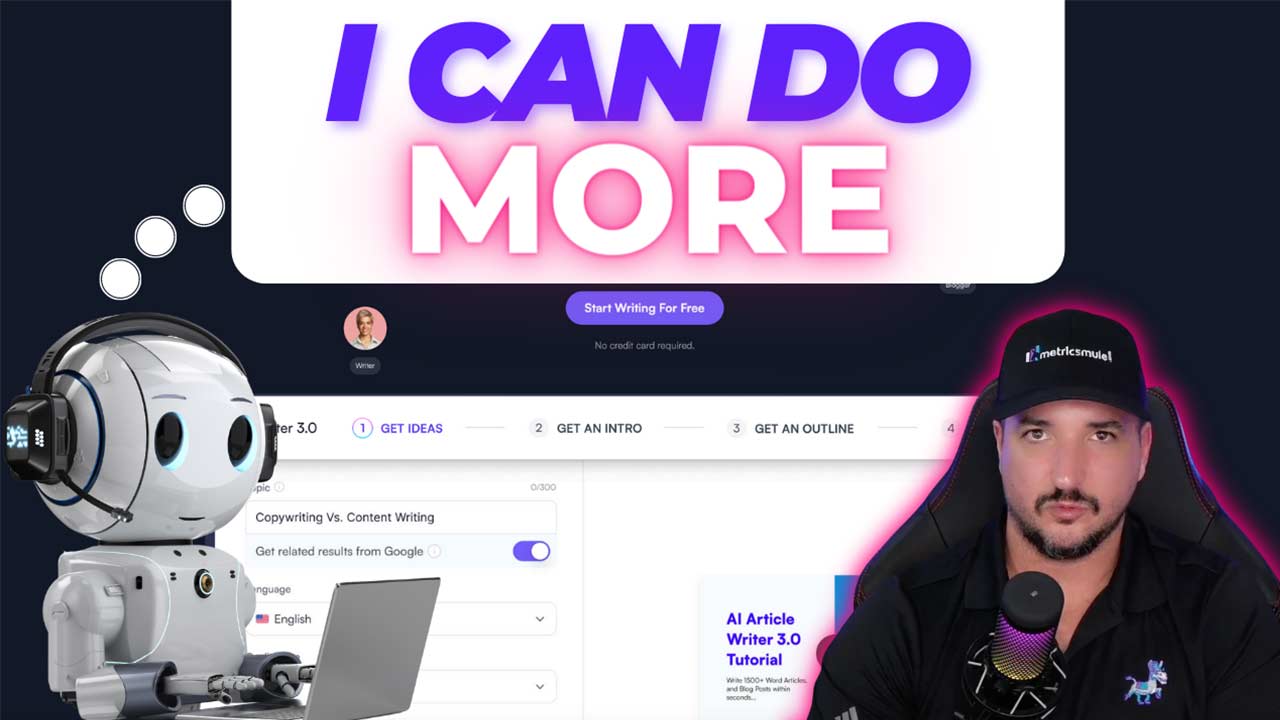 I CAN DO
MORE
Blogger
Start Writing For Free
No credit card required.
Writer
metricsmule
ter 3.0
1 GET IDEAS
2 GET AN INTRO
3 GET AN OUTLINE
4
opic
0/300
Copywriting Vs. Content Writing
Get related results from Google
nguage
English
AI Article
Writer 3.0
Tutorial
Write 1500+ Word Articles,
and Blog Posts within
seconds...